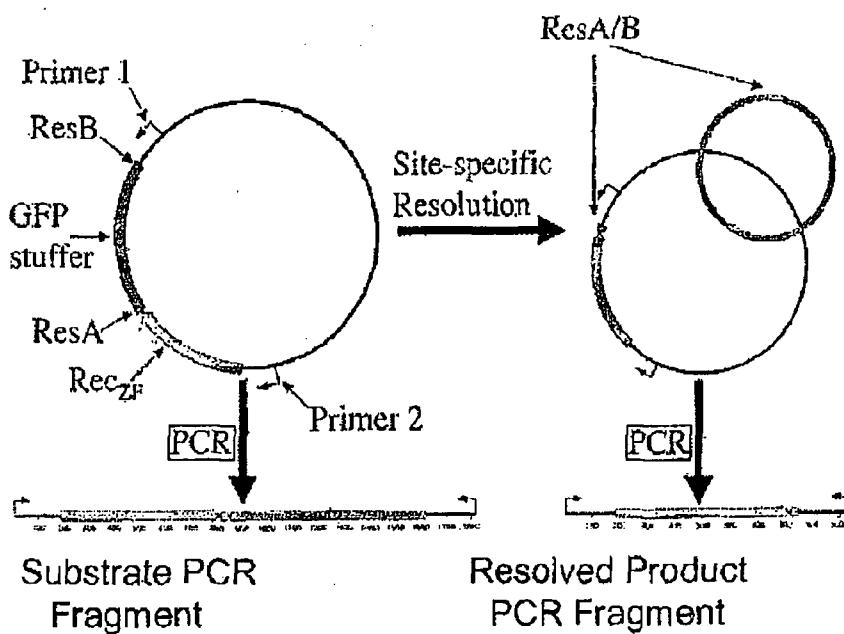 ResA/B
Primer 1
ResB
GFP
stuffer
ResA
Rec ZF
Primer 2
Site-specific
Resolution
PCR
PCR
Substrate PCR
Fragment
Resolved Product
PCR Fragment